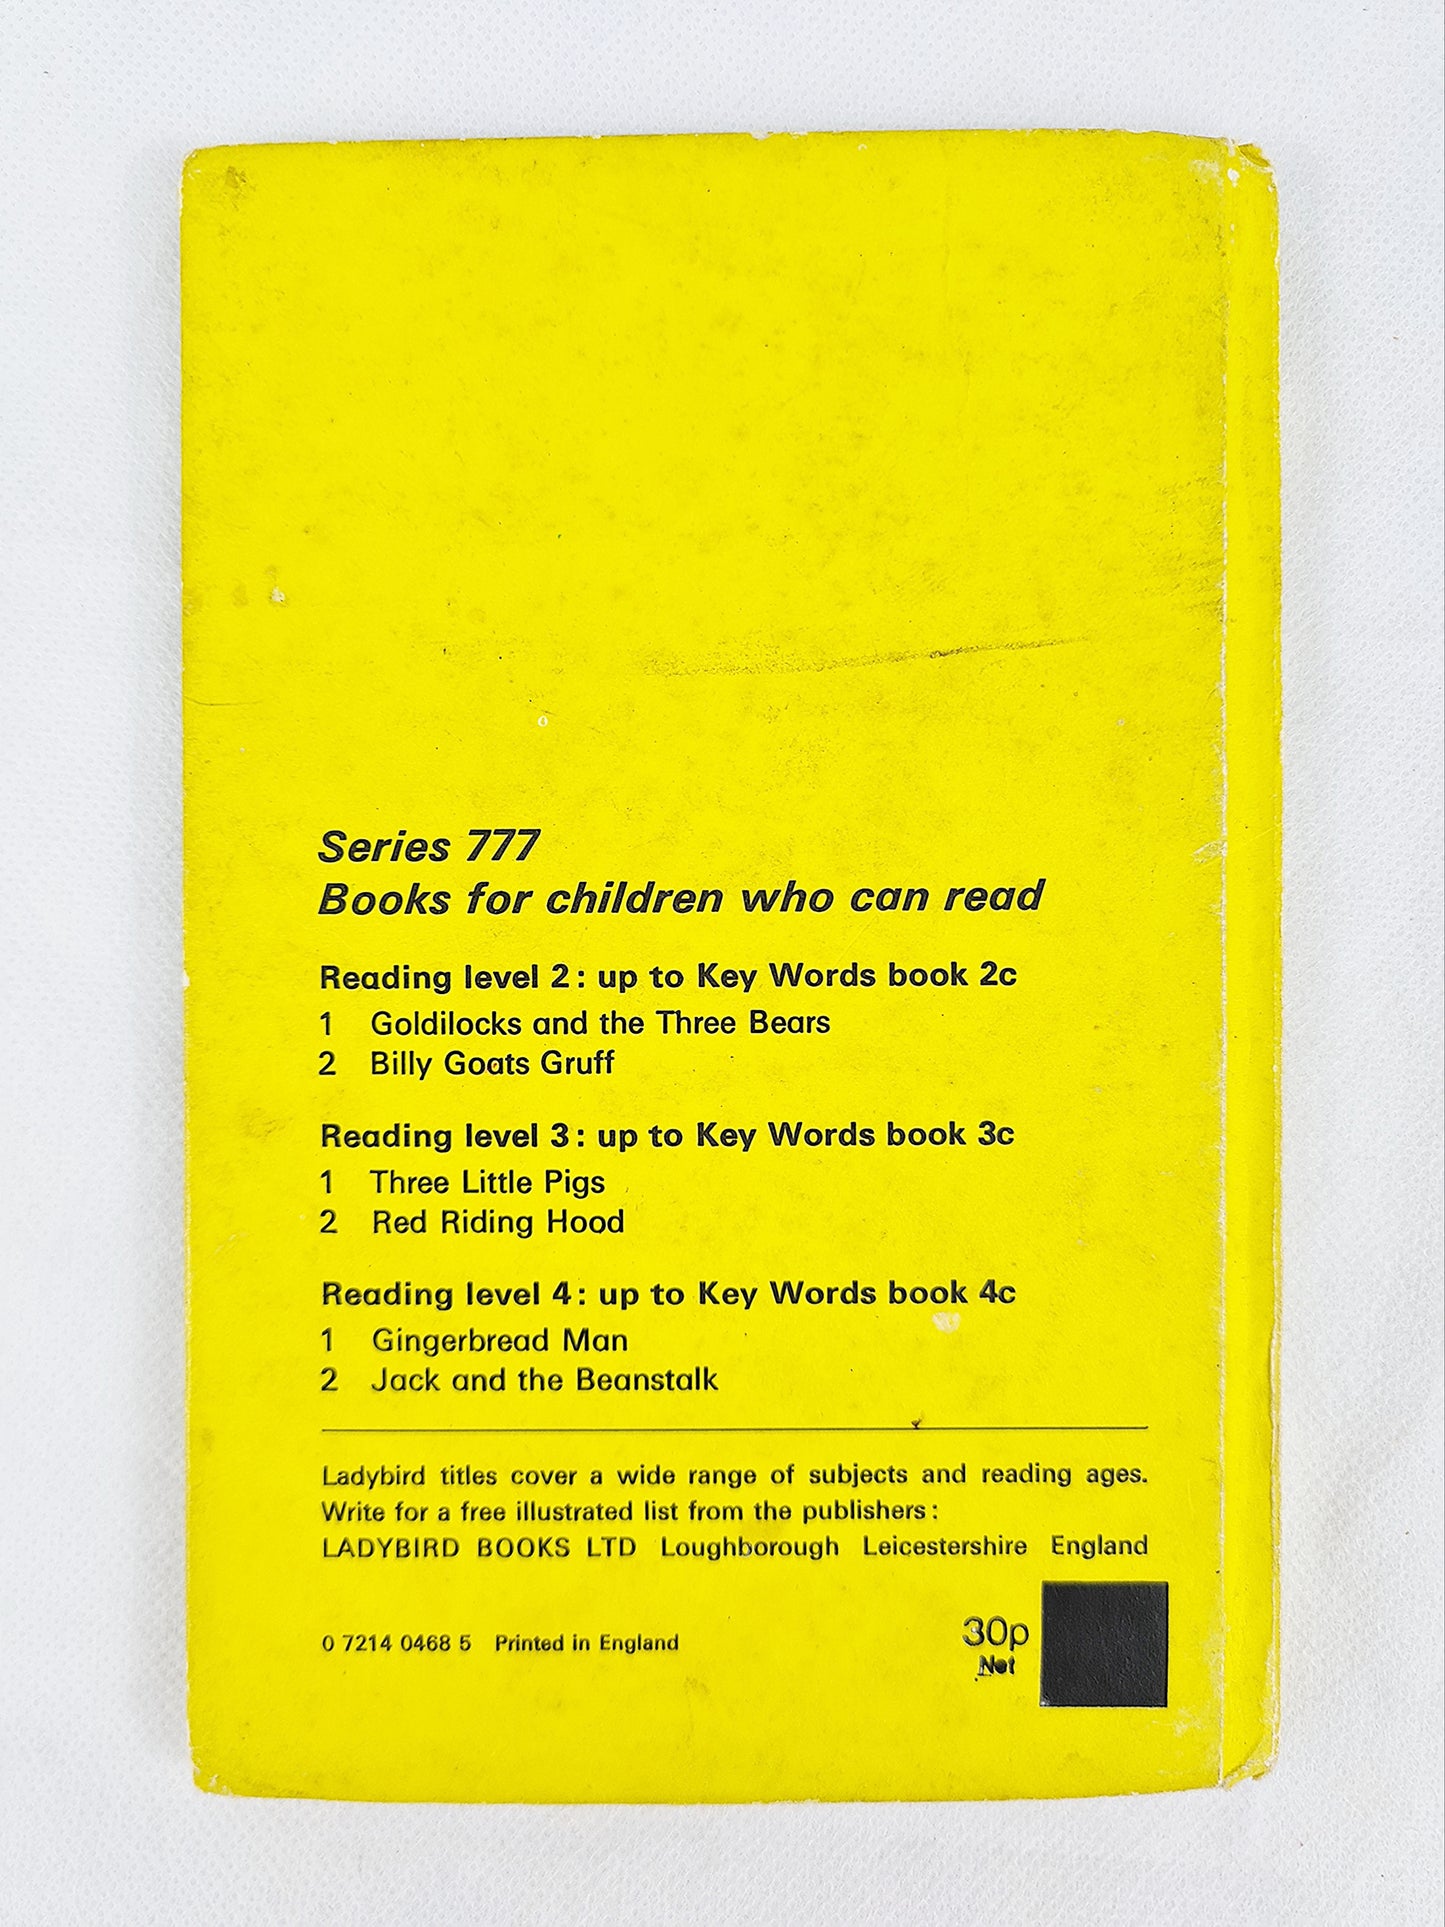 Series 777
Books for children who can read
Reading level 2: up to Key Words book 2c
1 Goldilocks and the Three Bears
2 Billy Goats Gruff
Reading level 3: up to Key Words book 3c
1 Three Little Pigs
2 Red Riding Hood
Reading level 4: up to Key Words book 4c
1 Gingerbread Man
2 Jack and the Beanstalk
Ladybird titles cover a wide range of subjects and reading ages.
Write for a free illustrated list from the publishers:
LADYBIRD BOOKS LTD Loughborough Leicestershire England
30p
Net
0 7214 0468 5 Printed in England